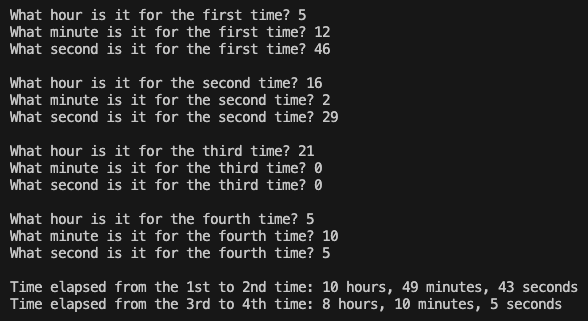 What hour is it for the first time? 5
What minute is it for the first time? 12
What second is it for the first time? 46
What hour is it for the second time? 16
What minute is it for the second time? 2
What second is it for the second time? 29
What hour is it for the third time? 21
What minute is it for the third time? 0
What second is it for the third time? 0
What hour is it for the fourth time? 5
What minute is it for the fourth time? 10
What second is it for the fourth time? 5
Time elapsed from the 1st to 2nd time: 10 hours, 49 minutes, 43 seconds
Time elapsed from the 3rd to 4th time: 8 hours, 10 minutes, 5 seconds